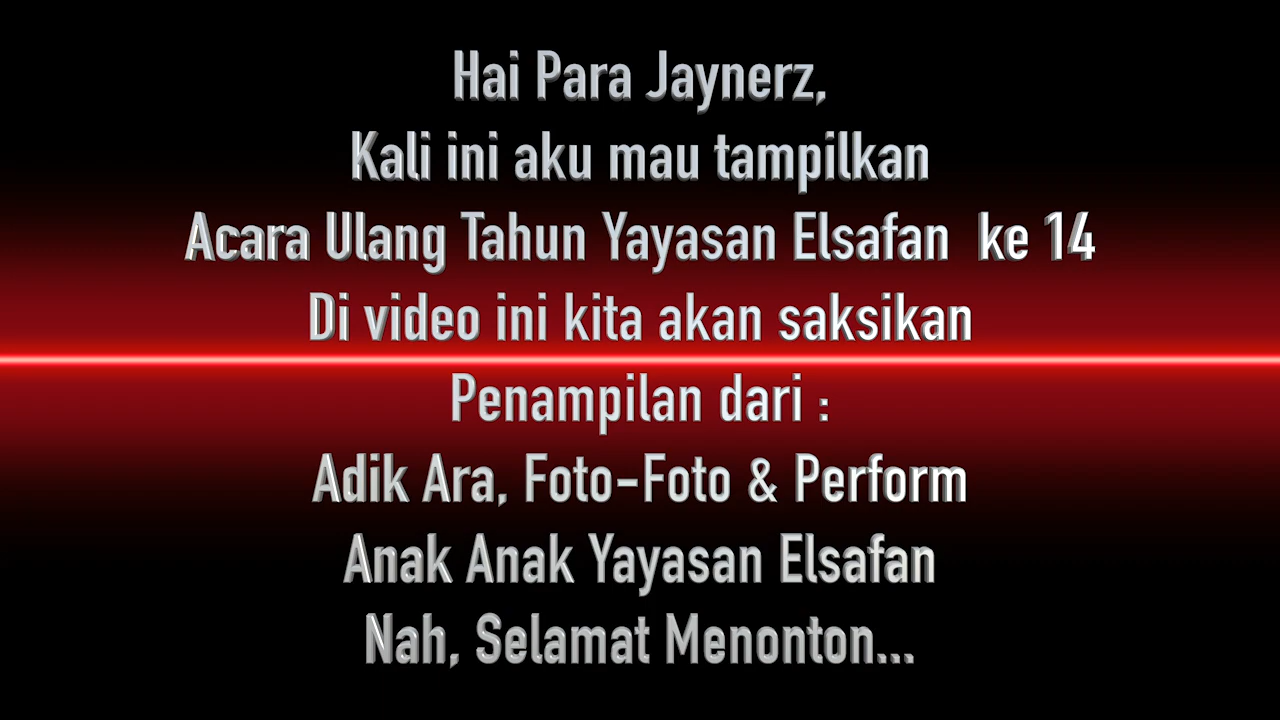 Hai Para Jaynerz,
Kali ini aku mau tampilkan
Acara Ulang Tahun Yayasan Elsafan  ke 14
Di video ini kita akan saksikan
Penampilan dari :
Adik Ara, Foto-Foto & Perform
Anak Anak Yayasan Elsafan
Nah, Selamat Menonton...